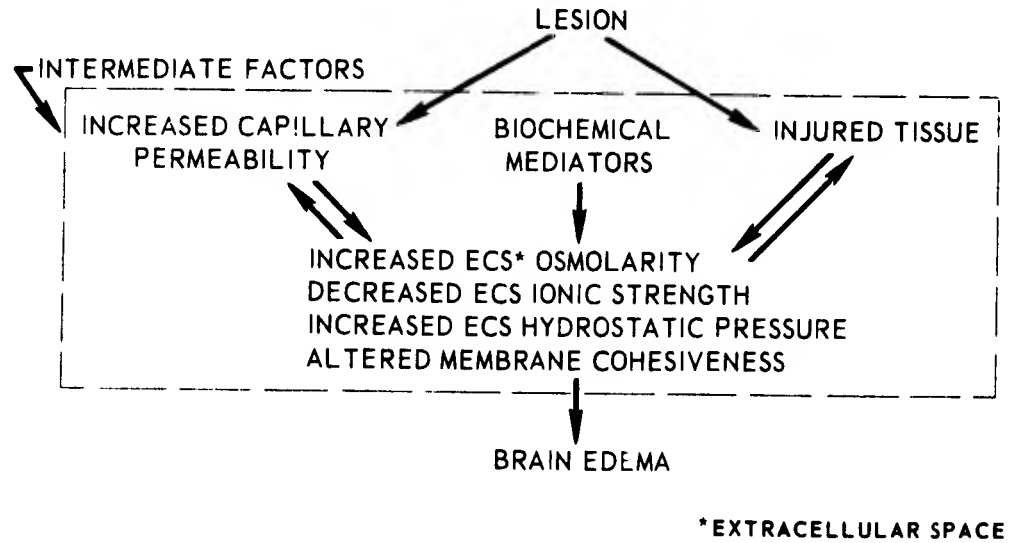 LESION
INTERMEDIATE FACTORS
INCREASED CAPILLARY
PERMEABILITY
BIOCHEMICAL
MEDIATORS
INJURED TISSUE
INCREASED ECS* OSMOLARITY
DECREASED ECS IONIC STRENGTH
INCREASED ECS HYDROSTATIC PRESSURE
ALTERED MEMBRANE COHESIVENESS
BRAIN EDEMA
*EXTRACELLULAR SPACE